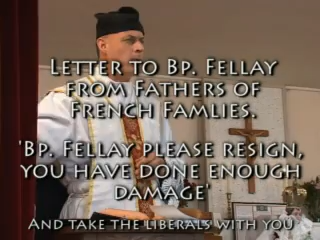 Letter to Bp. Fellay
from Fathers of
French Famlies.
'Bp. Fellay please resign,
you have done enough
damage'
And take the liberals with you